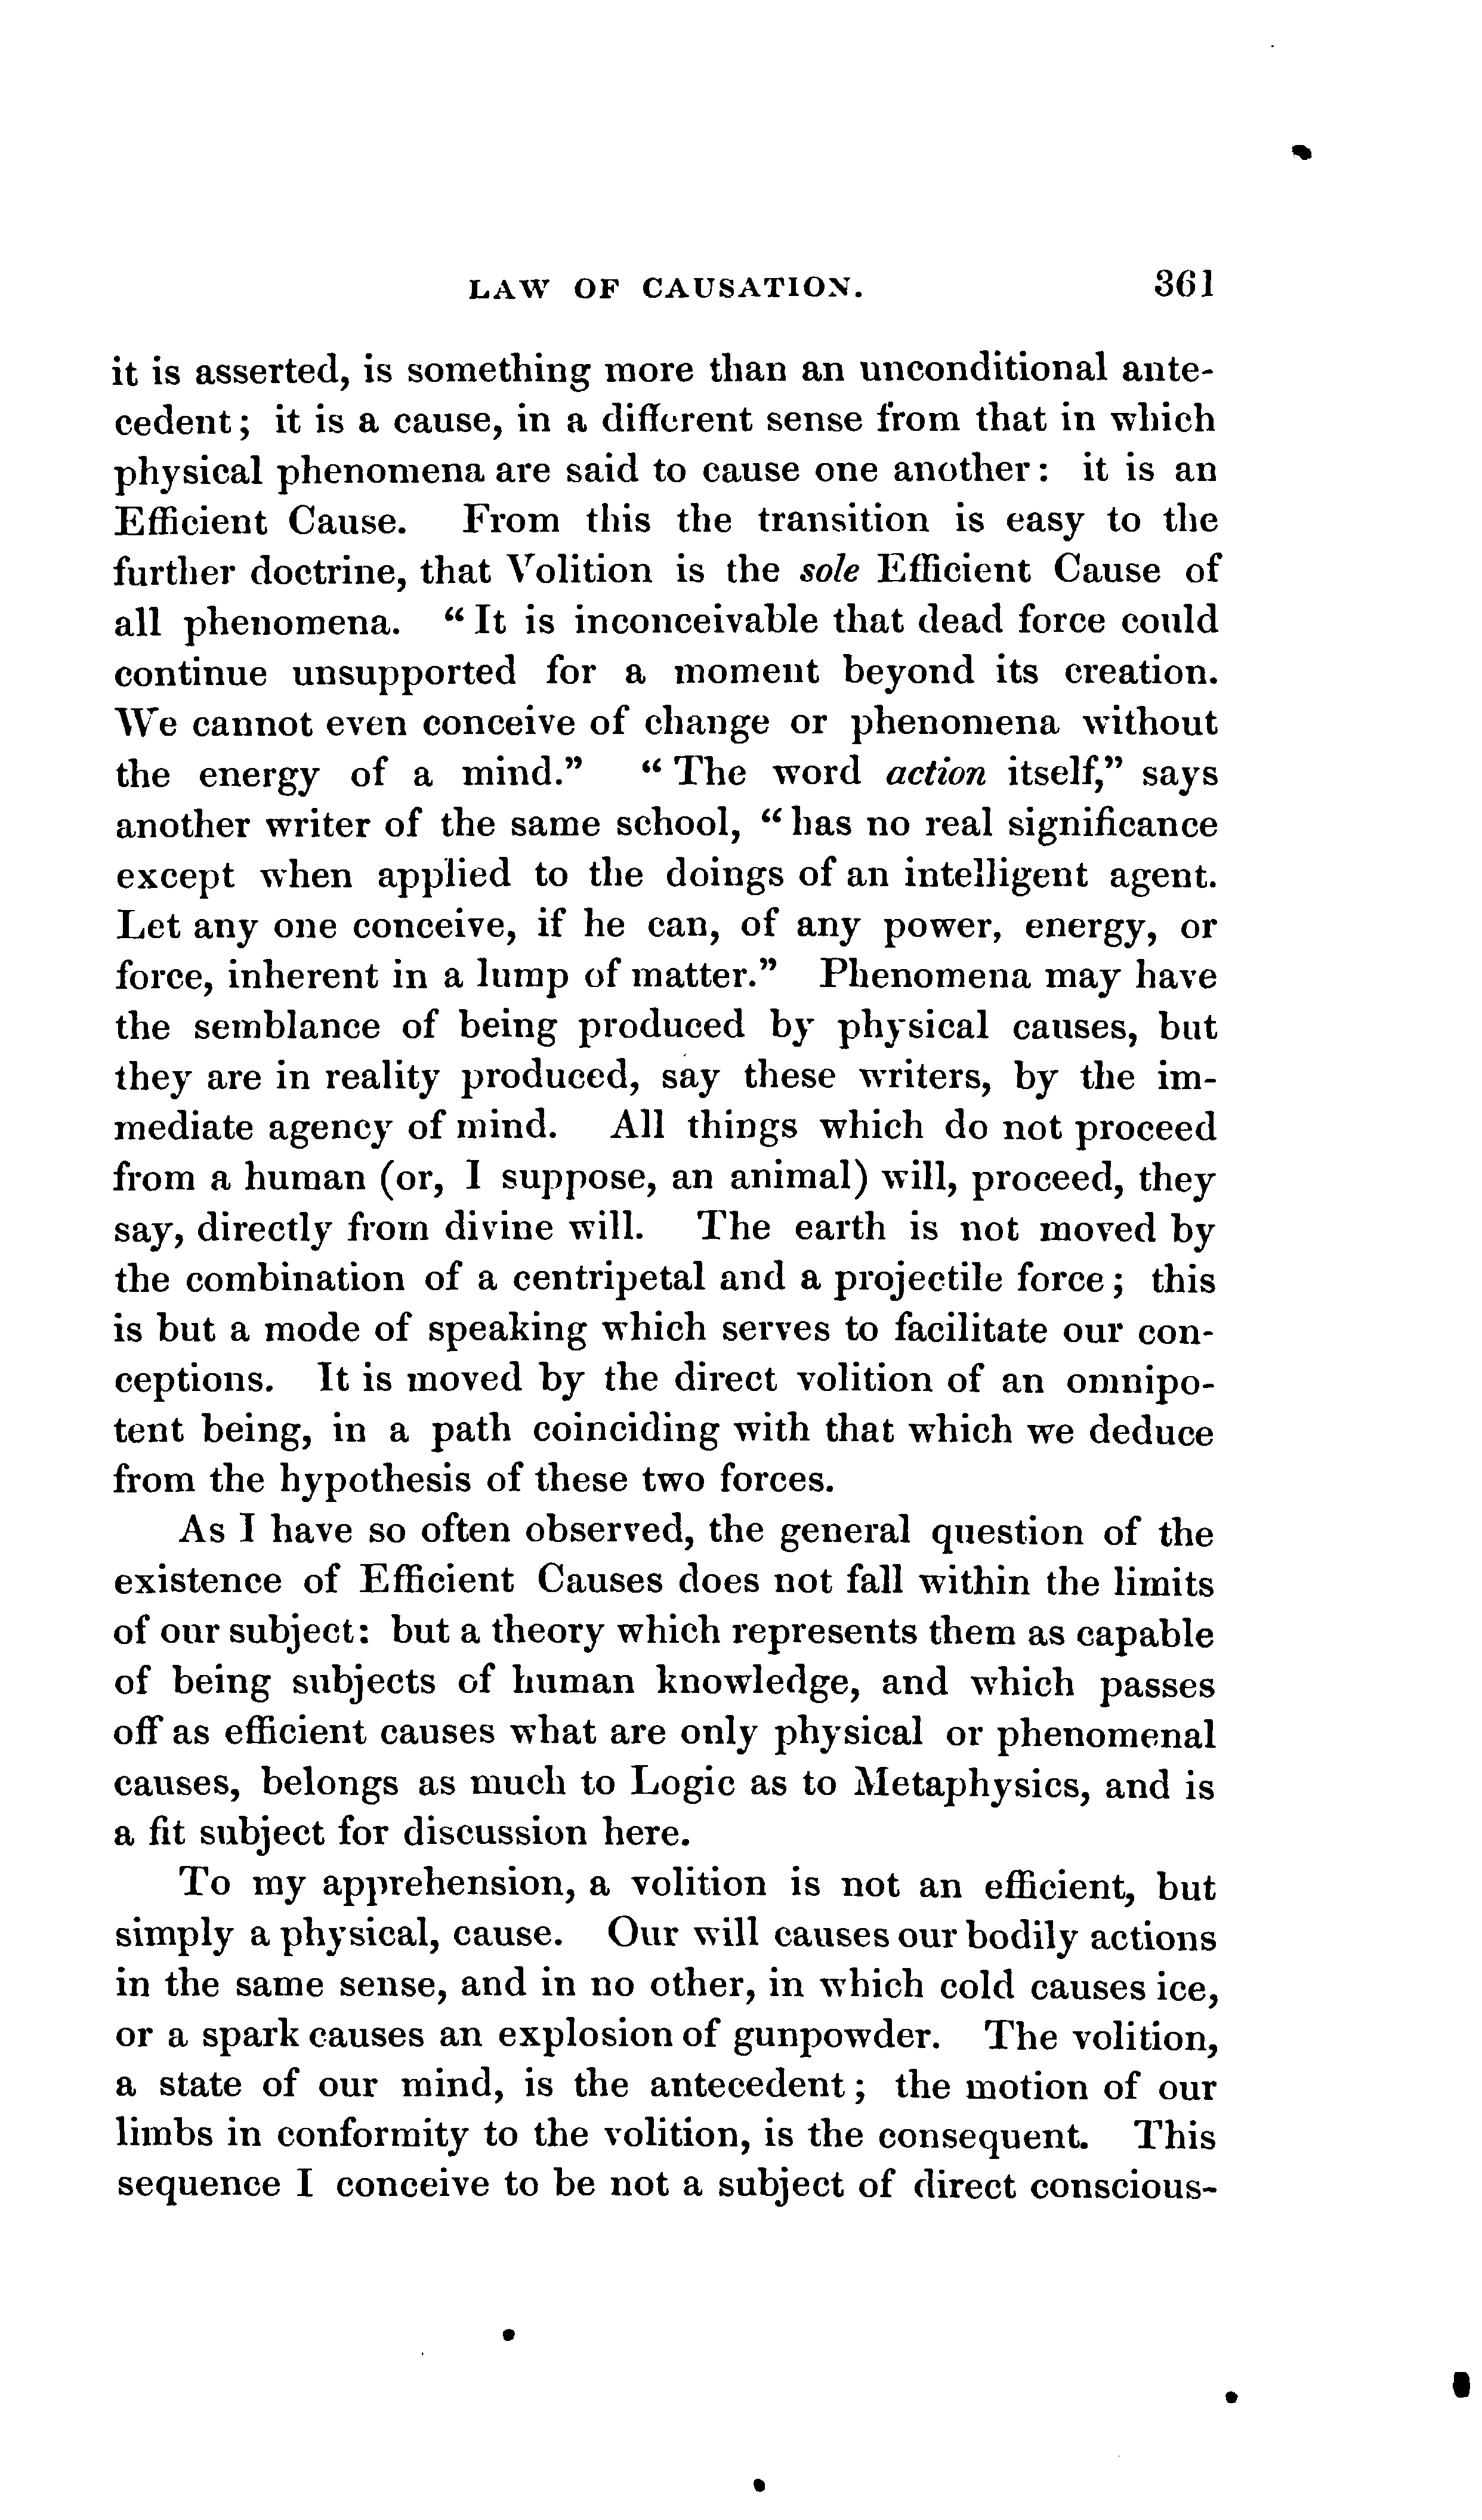 LAW OF CAUSATION. 361
it is asserted, is something more than an unconditional ante-
cedent; it is a cause, in a different sense from that in which
physical phenomena are said to cause one another: it is an
Efficient Cause. From this the transition is easy to the
further doctrine, that Volition is the sole Efficient Cause of
all phenomena. "It is inconceivable that dead force could
continue unsupported for a moment beyond its creation.
We cannot even conceive of change or phenomena without
the energy of a mind." "The word action itself," says
another writer of the same school, "has no real significance
except when applied to the doings of an intelligent agent.
Let any one conceive, if he can, of any power, energy, or
force, inherent in a lump of matter." Phenomena may have
the semblance of being produced by physical causes, but
they are in reality produced, say these writers, by the im-
mediate agency of mind. All things which do not proceed
from a human (or, I suppose, an animal) will, proceed, they
say, directly from divine will. The earth is not moved by
the combination of a centripetal and a projectile force; this
is but a mode of speaking which serves to facilitate our con-
ceptions. It is moved by the direct volition of an omnipo-
tent being, in a path coinciding with that which we deduce
from the hypothesis of these two forces.
As I have so often observed, the general question of the
existence of Efficient Causes does not fall within the limits
of our subject: but a theory which represents them as capable
of being subjects of human knowledge, and which passes
off as efficient causes what are only physical or phenomenal
causes, belongs as much to Logic as to Metaphysics, and is
a fit subject for discussion here.
To my apprehension, a volition is not an efficient, but
simply a physical, cause. Our will causes our bodily actions
in the same sense, and in no other, in which cold causes ice,
or a spark causes an explosion of gunpowder. The volition,
a state of our mind, is the antecedent; the motion of our
limbs in conformity to the volition, is the consequent. This
sequence I conceive to be not a subject of direct conscious-